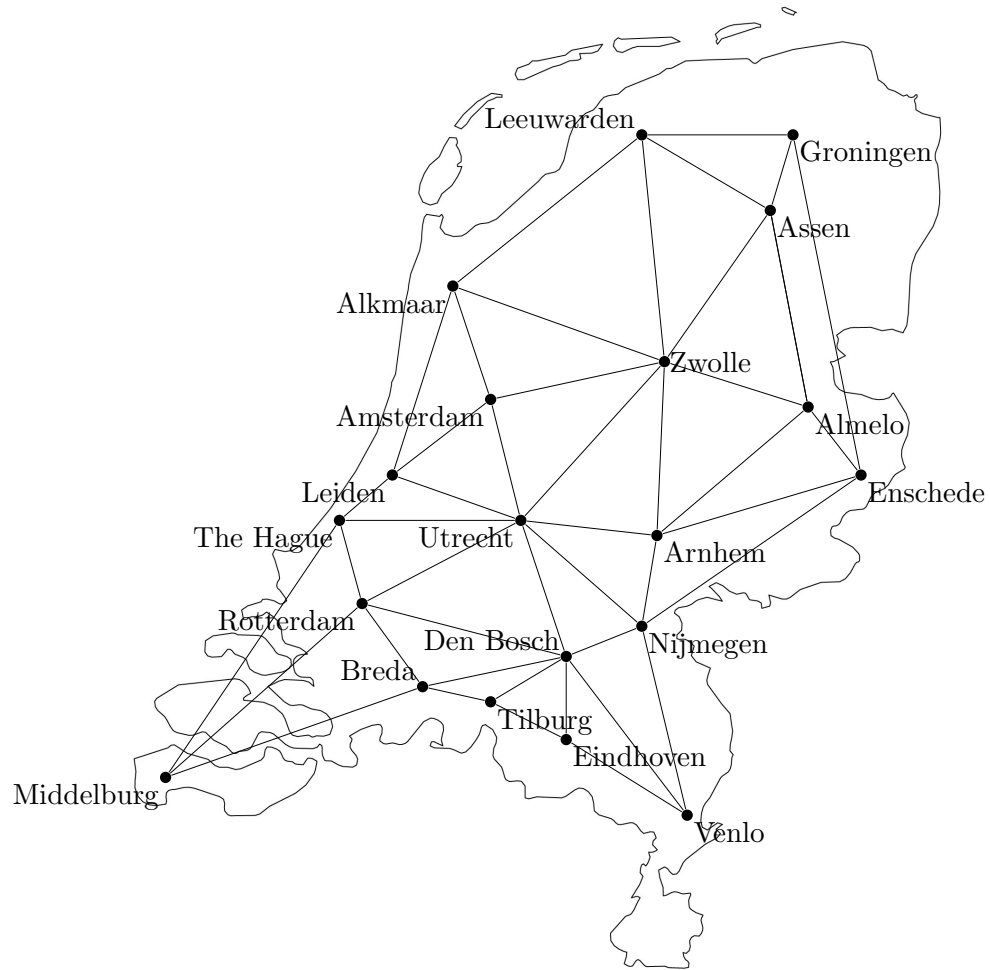 Leeuwarden
Groningen
Assen
Alkmaar
Zwolle
Amsterdam
Almelo
Leiden
Enschede
The Hague
Utrecht
Arnhem
Rotterdam
Den Bosch
Nijmegen
Breda
Tilburg
Eindhoven
Middelburg
Venlo